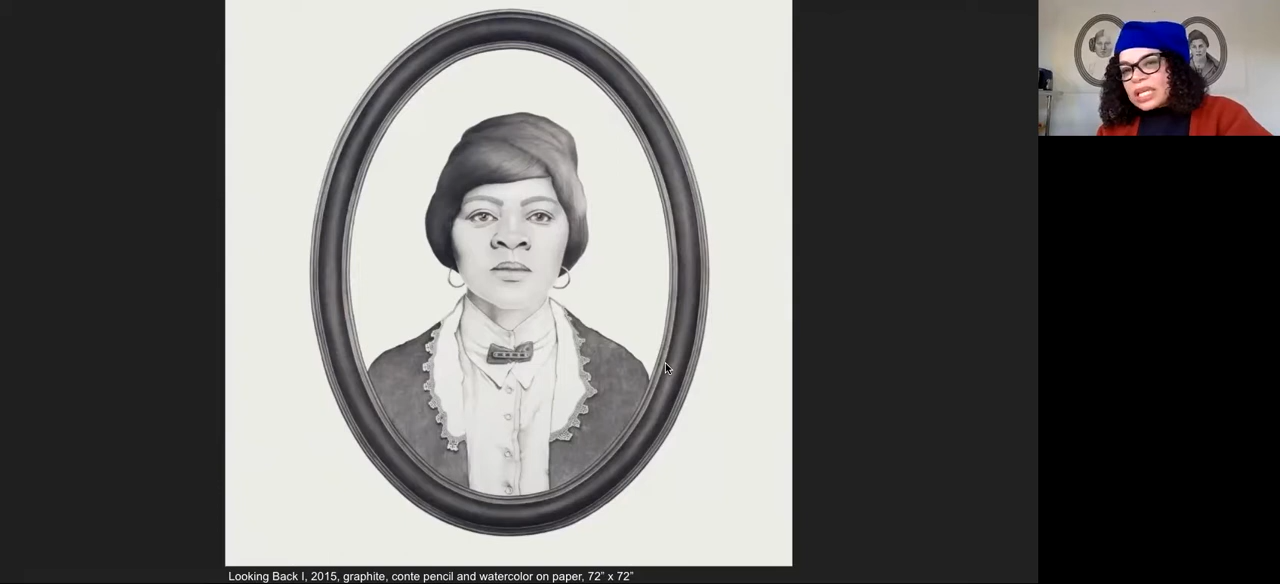 Looking Back I, 2015, graphite, conte pencil and watercolor on paper, 72” x 72”